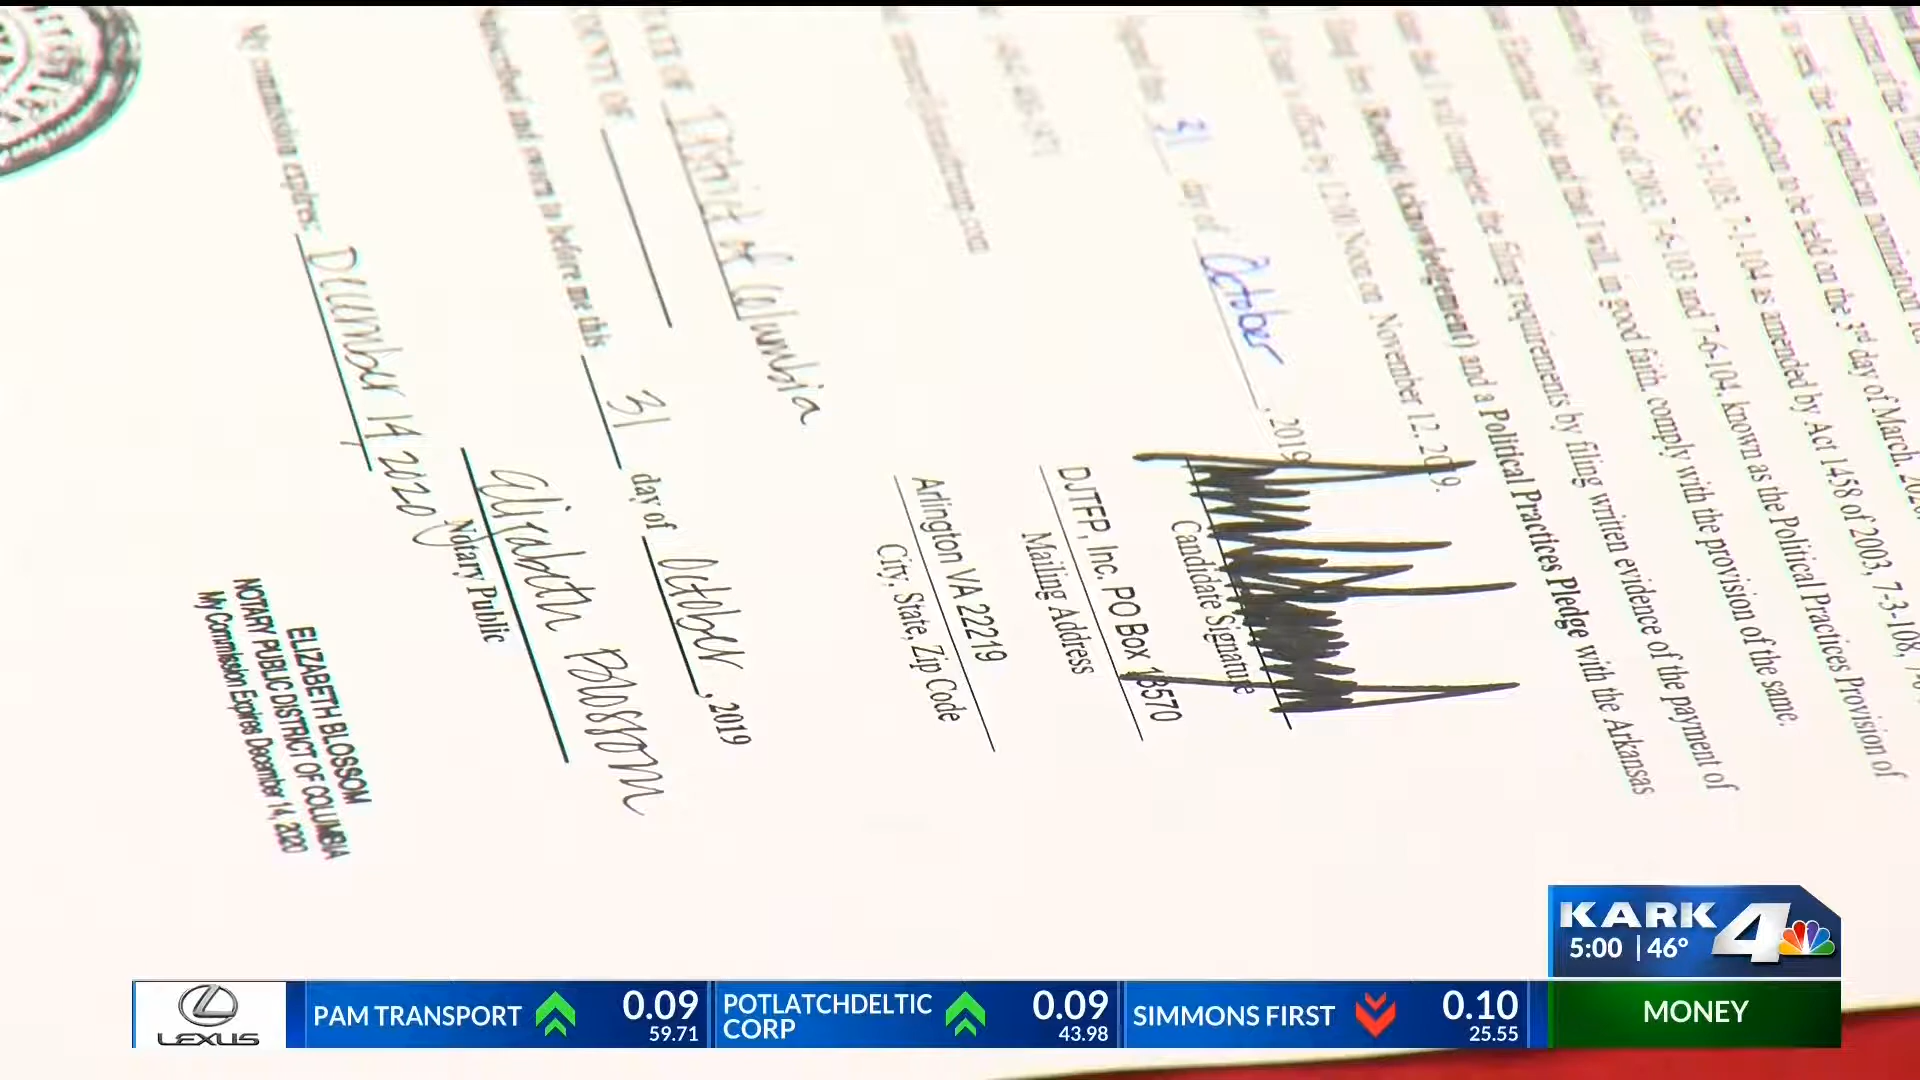 the Republican nomination
the primary election to be held on the 3rd day of March,
7-1-103, 7-1-104 as amended by Act 1458 of 2003, 7-3-108,
by Act 542 of 2003, 7-6-103 and 7-6-104, known as the Political Practices Provision of
Election Code and that I will, in good faith, comply with the provision of the same.
that I will complete the filing requirements by filing written evidence of the payment of
filing fees Receipt Acknowledgement) and a Political Practices Pledge with the Arkansas
office by 12:00 Noon on November 12, 2019.
31 day of October, 2019
Candidate Signature
DJTFP, Inc. PO Box 13570
Mailing Address
Arlington VA 22219
City, State, Zip Code
STATE OF District of Columbia
COUNTY OF
Subscribed and sworn to before me this 31 day of October, 2019
Elizabeth Blossom
Notary Public
My commission expires: December 14, 2020
ELIZABETH BLOSSOM
NOTARY PUBLIC DISTRICT OF COLUMBIA
My Commission Expires December 14, 2020
KARK 4
5:00 | 46°
LEXUS
PAM TRANSPORT 0.09
59.71
POTLATCHDELTIC CORP 0.09
43.98
SIMMONS FIRST 0.10
25.55
MONEY